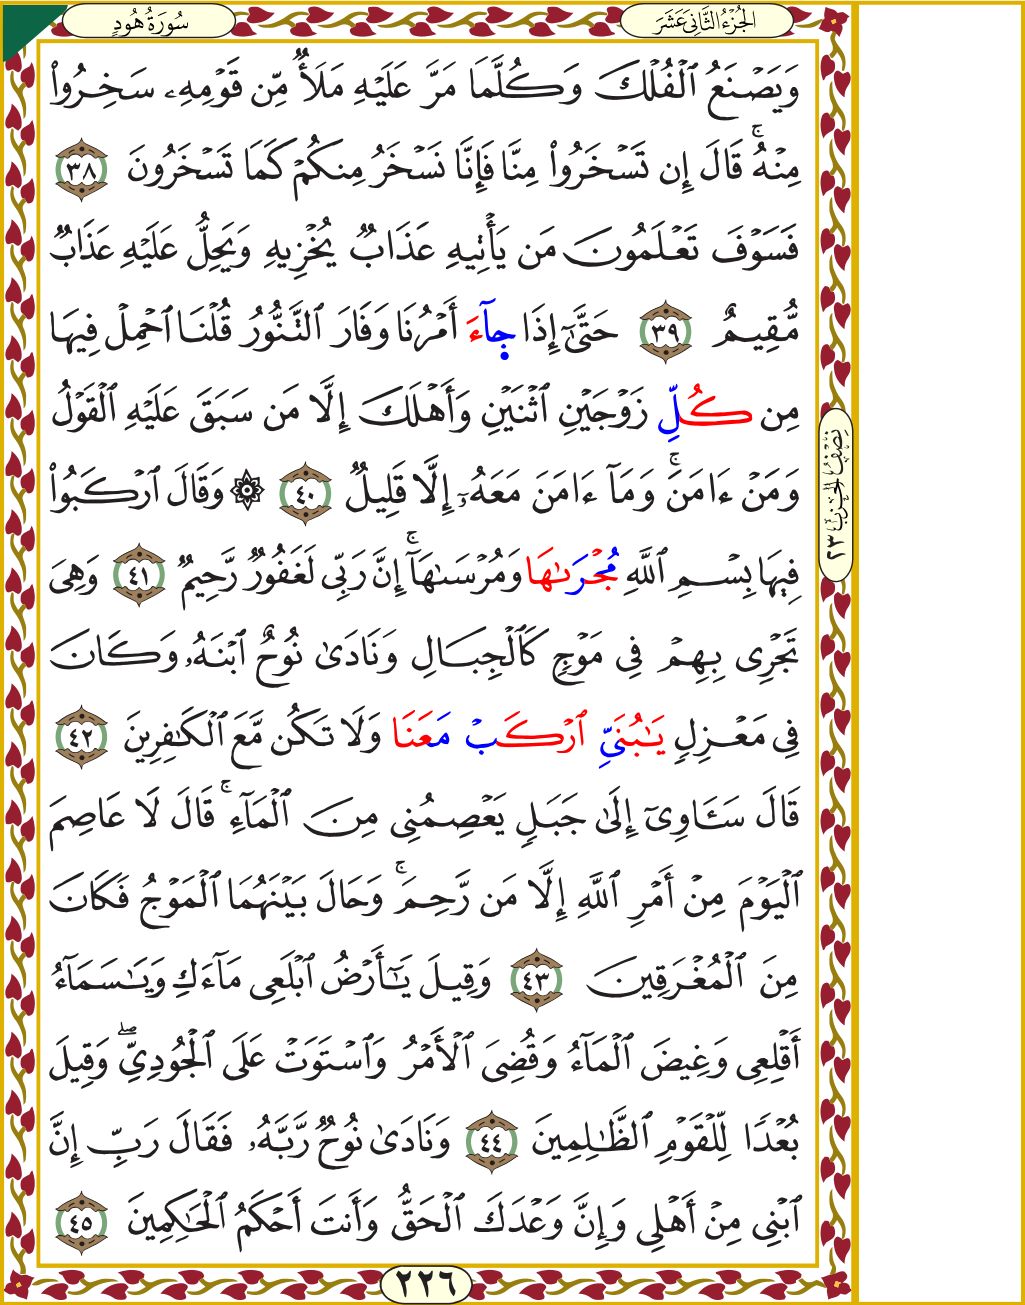 الجُزْءُ الثَّانِيَ عَشَرَ
سُورَةُ هُودٍ
وَيَصْنَعُ ٱلْفُلْكَ وَكُلَّمَا مَرَّ عَلَيْهِ مَلَأٌ مِّن قَوْمِهِۦ سَخِرُوا۟
مِنْهُ ۚ قَالَ إِن تَسْخَرُوا۟ مِنَّا فَإِنَّا نَسْخَرُ مِنكُمْ كَمَا تَسْخَرُونَ ٣٨
فَسَوْفَ تَعْلَمُونَ مَن يَأْتِيهِ عَذَابٌ يُخْزِيهِ وَيَحِلُّ عَلَيْهِ عَذَابٌ
مُّقِيمٌ ٣٩ حَتَّىٰٓ إِذَا جَآءَ أَمْرُنَا وَفَارَ ٱلتَّنُّورُ قُلْنَا ٱحْمِلْ فِيهَا
مِن كُلِّ زَوْجَيْنِ ٱثْنَيْنِ وَأَهْلَكَ إِلَّا مَن سَبَقَ عَلَيْهِ ٱلْقَوْلُ
وَمَنْ ءَامَنَ ۚ وَمَآ ءَامَنَ مَعَهُۥٓ إِلَّا قَلِيلٌ ٤٠ ۞ وَقَالَ ٱرْكَبُوا۟
فِيهَا بِسْمِ ٱللَّهِ مُجْرَىٰهَا وَمُرْسَىٰهَآ ۚ إِنَّ رَبِّى لَغَفُورٌ رَّحِيمٌ ٤١ وَهِىَ
تَجْرِى بِهِمْ فِى مَوْجٍ كَٱلْجِبَالِ وَنَادَىٰ نُوحٌ ٱبْنَهُۥ وَكَانَ
فِى مَعْزِلٍ يَٰبُنَىِّ ٱرْكَب مَعَنَا وَلَا تَكُن مَّعَ ٱلْكَٰفِرِينَ ٤٢
قَالَ سَـَٔاوِىٓ إِلَىٰ جَبَلٍ يَعْصِمُنِى مِنَ ٱلْمَآءِ ۚ قَالَ لَا عَاصِمَ
ٱلْيَوْمَ مِنْ أَمْرِ ٱللَّهِ إِلَّا مَن رَّحِمَ ۚ وَحَالَ بَيْنَهُمَا ٱلْمَوْجُ فَكَانَ
مِنَ ٱلْمُغْرَقِينَ ٤٣ وَقِيلَ يَٰٓأَرْضُ ٱبْلَعِى مَآءَكِ وَيَٰسَمَآءُ
أَقْلِعِى وَغِيضَ ٱلْمَآءُ وَقُضِىَ ٱلْأَمْرُ وَٱسْتَوَتْ عَلَى ٱلْجُودِىِّ ۖ وَقِيلَ
بُعْدًا لِّلْقَوْمِ ٱلظَّٰلِمِينَ ٤٤ وَنَادَىٰ نُوحٌ رَّبَّهُۥ فَقَالَ رَبِّ إِنَّ
ٱبْنِى مِنْ أَهْلِى وَإِنَّ وَعْدَكَ ٱلْحَقُّ وَأَنتَ أَحْكَمُ ٱلْحَٰكِمِينَ ٤٥
نِصْفُ الحِزْبِ ٢٣
٢٢٦